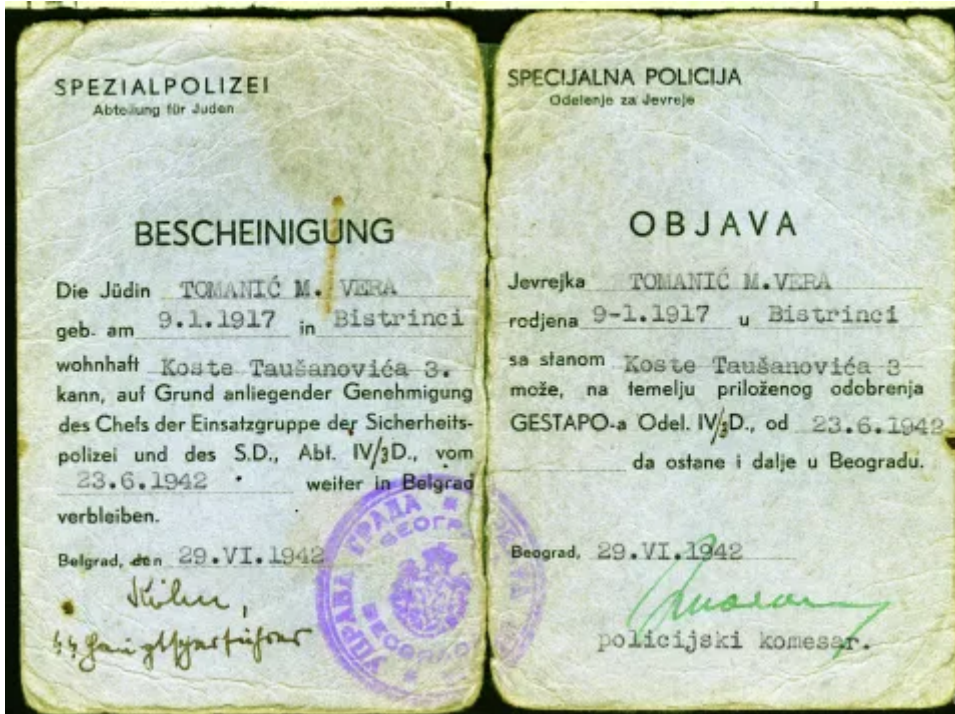 SPEZIALPOLIZEI
Abteilung für Juden
BESCHEINIGUNG
Die Jüdin TOMANIĆ M. VERA
geb. am 9.1.1917 in Bistrinci
wohnhaft Koste Taušanovića 3.
kann, auf Grund anliegender Genehmigung
des Chefs der Einsatzgruppe der Sicherheits-
polizei und des S.D., Abt. IV/3D., vom
23.6.1942 weiter in Belgrad
verbleiben.
Belgrad, den 29.VI.1942
УПРАВА ГРАДА
БЕОГРАД
SPECIJALNA POLICIJA
Odelenje za Jevreje
OBJAVA
Jevrejka TOMANIĆ M.VERA
rodjena 9-1.1917 u Bistrinci
sa stanom Koste Taušanovića 3
može, na temelju priloženog odobrenja
GESTAPO-a Odel. IV/3D., od 23.6.1942
da ostane i dalje u Beogradu.
Beograd, 29.VI.1942
policijski komesar.